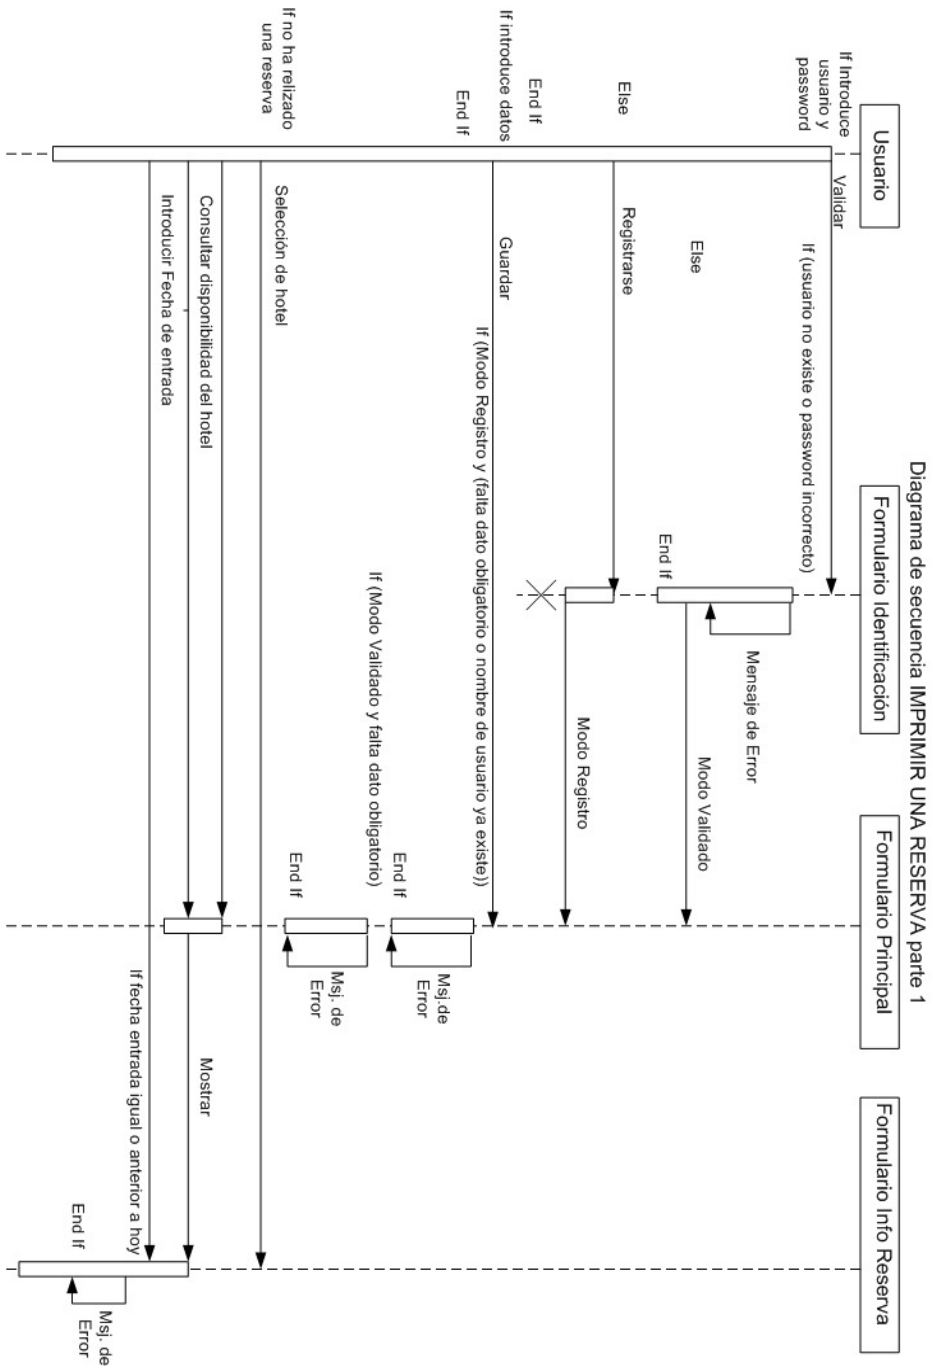 Diagrama de secuencia IMPRIMIR UNA RESERVA parte 1
Usuario
Formulario Identificación
Formulario Principal
Formulario Info Reserva
If Introduce
usuario y
password
Validar
If (usuario no existe o password incorrecto)
Mensaje de Error
Else
Modo Validado
End If
Else
Registrarse
Modo Registro
End If
If introduce datos
Guardar
If (Modo Registro y (falta dato obligatorio o nombre de usuario ya existe))
End If
Msj.de
Error
End If
If (Modo Validado y falta dato obligatorio)
Msj. de
Error
End If
If no ha relizado
una reserva
Selección de hotel
Consultar disponibilidad del hotel
Mostrar
Introducir Fecha de entrada
If fecha entrada igual o anterior a hoy
Msj. de
Error
End If